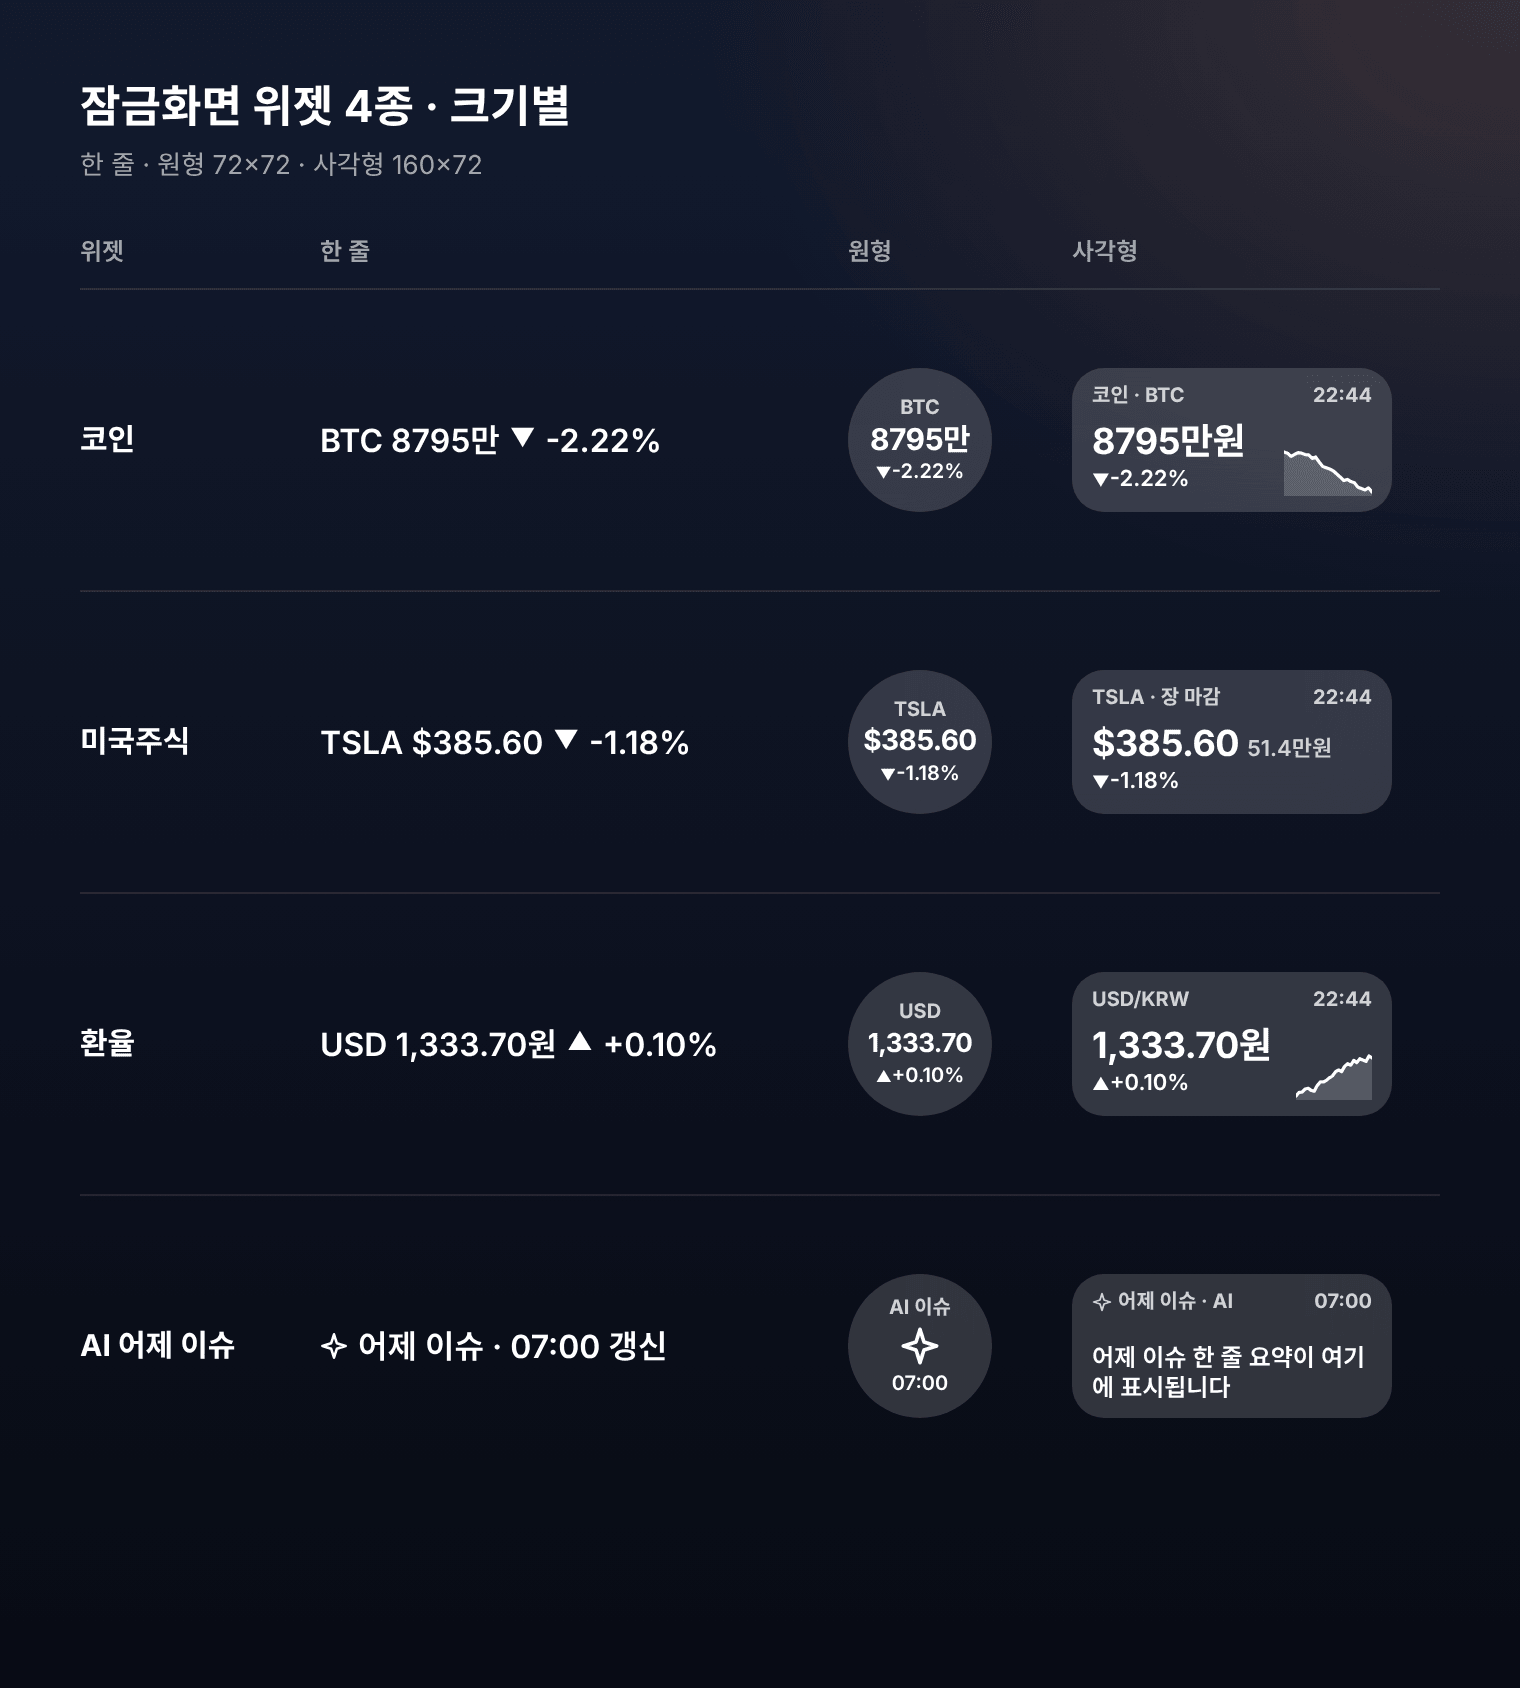 잠금화면 위젯 4종 · 크기별
한 줄 · 원형 72×72 · 사각형 160×72
위젯 한 줄 원형 사각형
코인
BTC 8795만 ▼ -2.22%
BTC
8795만
▼-2.22%
코인 · BTC 22:44
8795만원
▼-2.22%
미국주식
TSLA $385.60 ▼ -1.18%
TSLA
$385.60
▼-1.18%
TSLA · 장 마감 22:44
$385.60 51.4만원
▼-1.18%
환율
USD 1,333.70원 ▲ +0.10%
USD
1,333.70
▲+0.10%
USD/KRW 22:44
1,333.70원
▲+0.10%
AI 어제 이슈
✧ 어제 이슈 · 07:00 갱신
AI 이슈
✧
07:00
✧ 어제 이슈 · AI 07:00
어제 이슈 한 줄 요약이 여기
에 표시됩니다